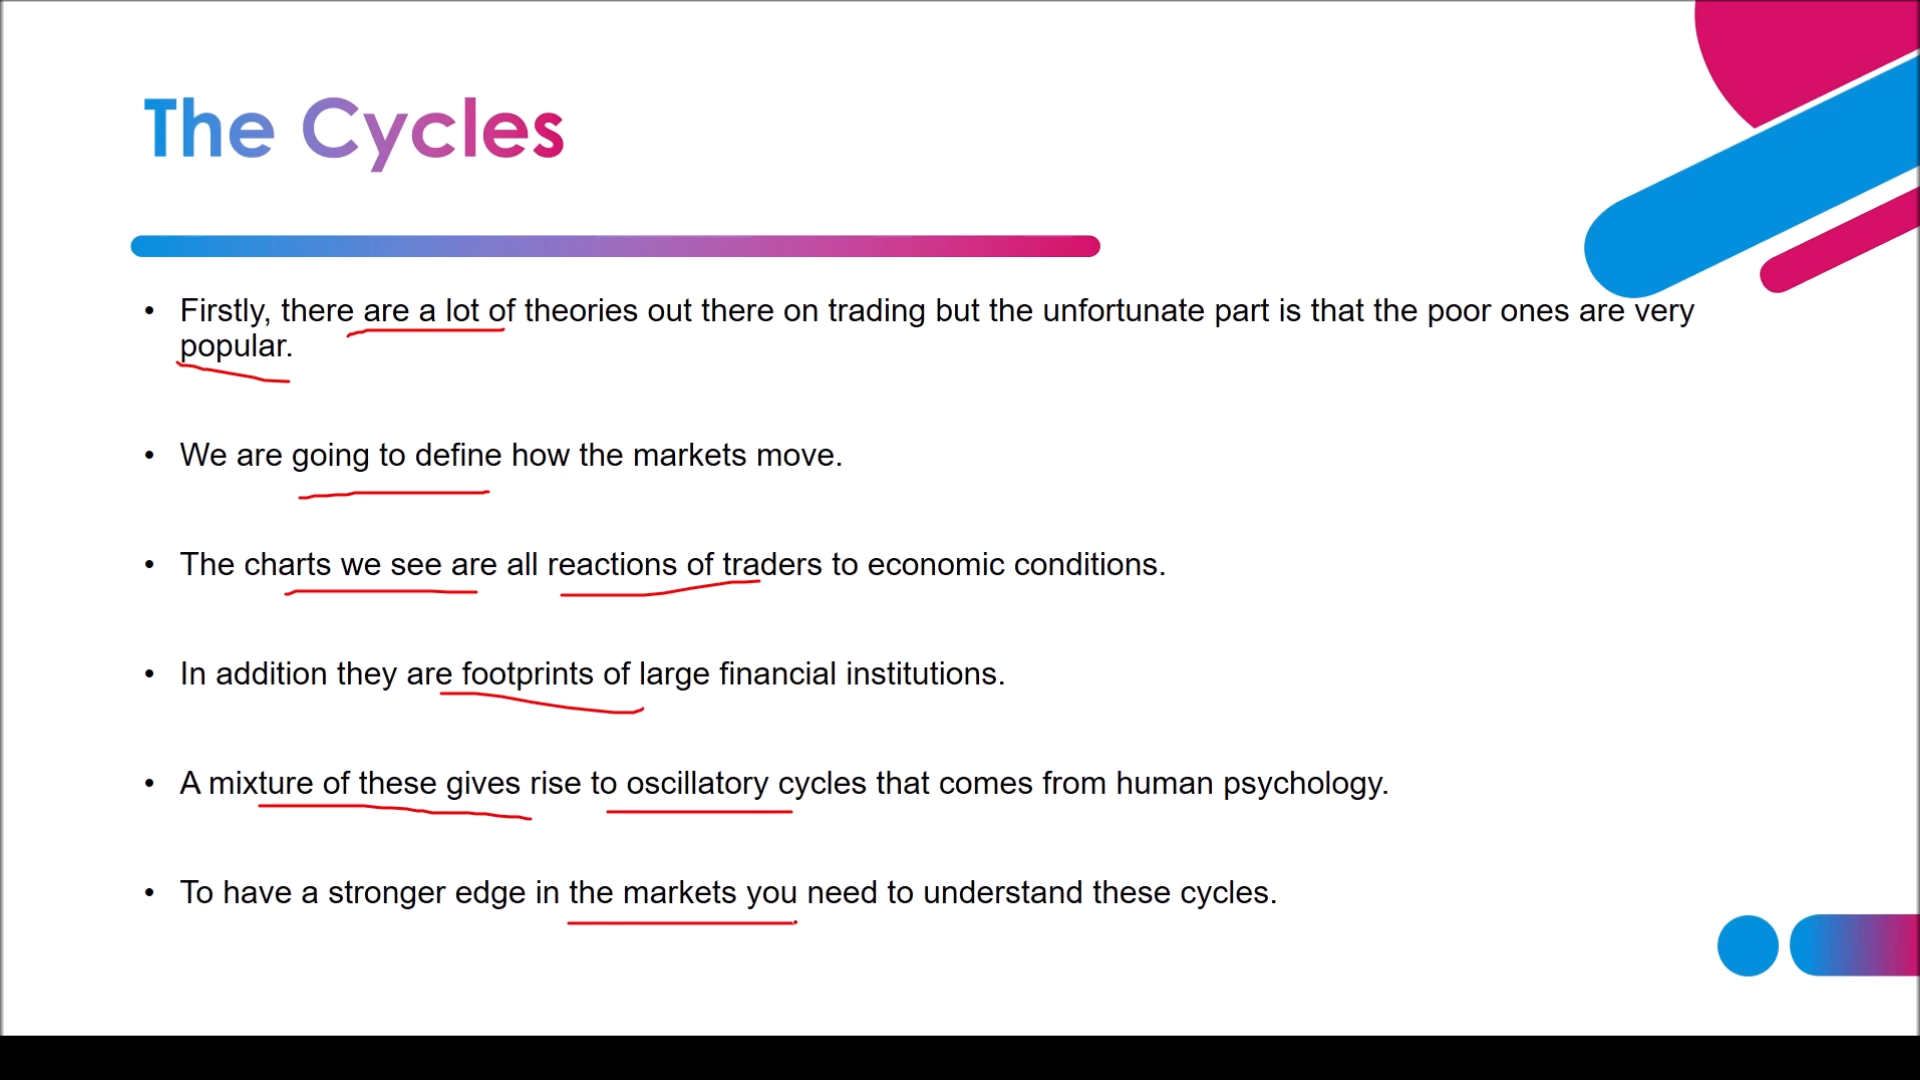 The Cycles
• Firstly, there are a lot of theories out there on trading but the unfortunate part is that the poor ones are very
popular.
• We are going to define how the markets move.
• The charts we see are all reactions of traders to economic conditions.
• In addition they are footprints of large financial institutions.
• A mixture of these gives rise to oscillatory cycles that comes from human psychology.
• To have a stronger edge in the markets you need to understand these cycles.